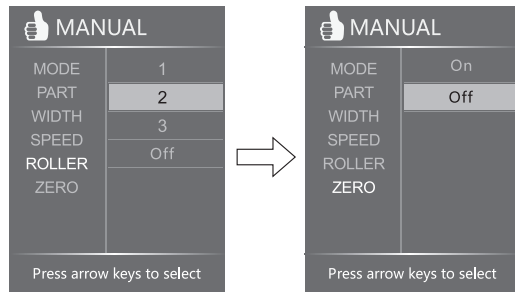 MANUAL
MODE
PART
WIDTH
SPEED
ROLLER
ZERO
1
2
3
Off
Press arrow keys to select
MANUAL
MODE
PART
WIDTH
SPEED
ROLLER
ZERO
On
Off
Press arrow keys to select